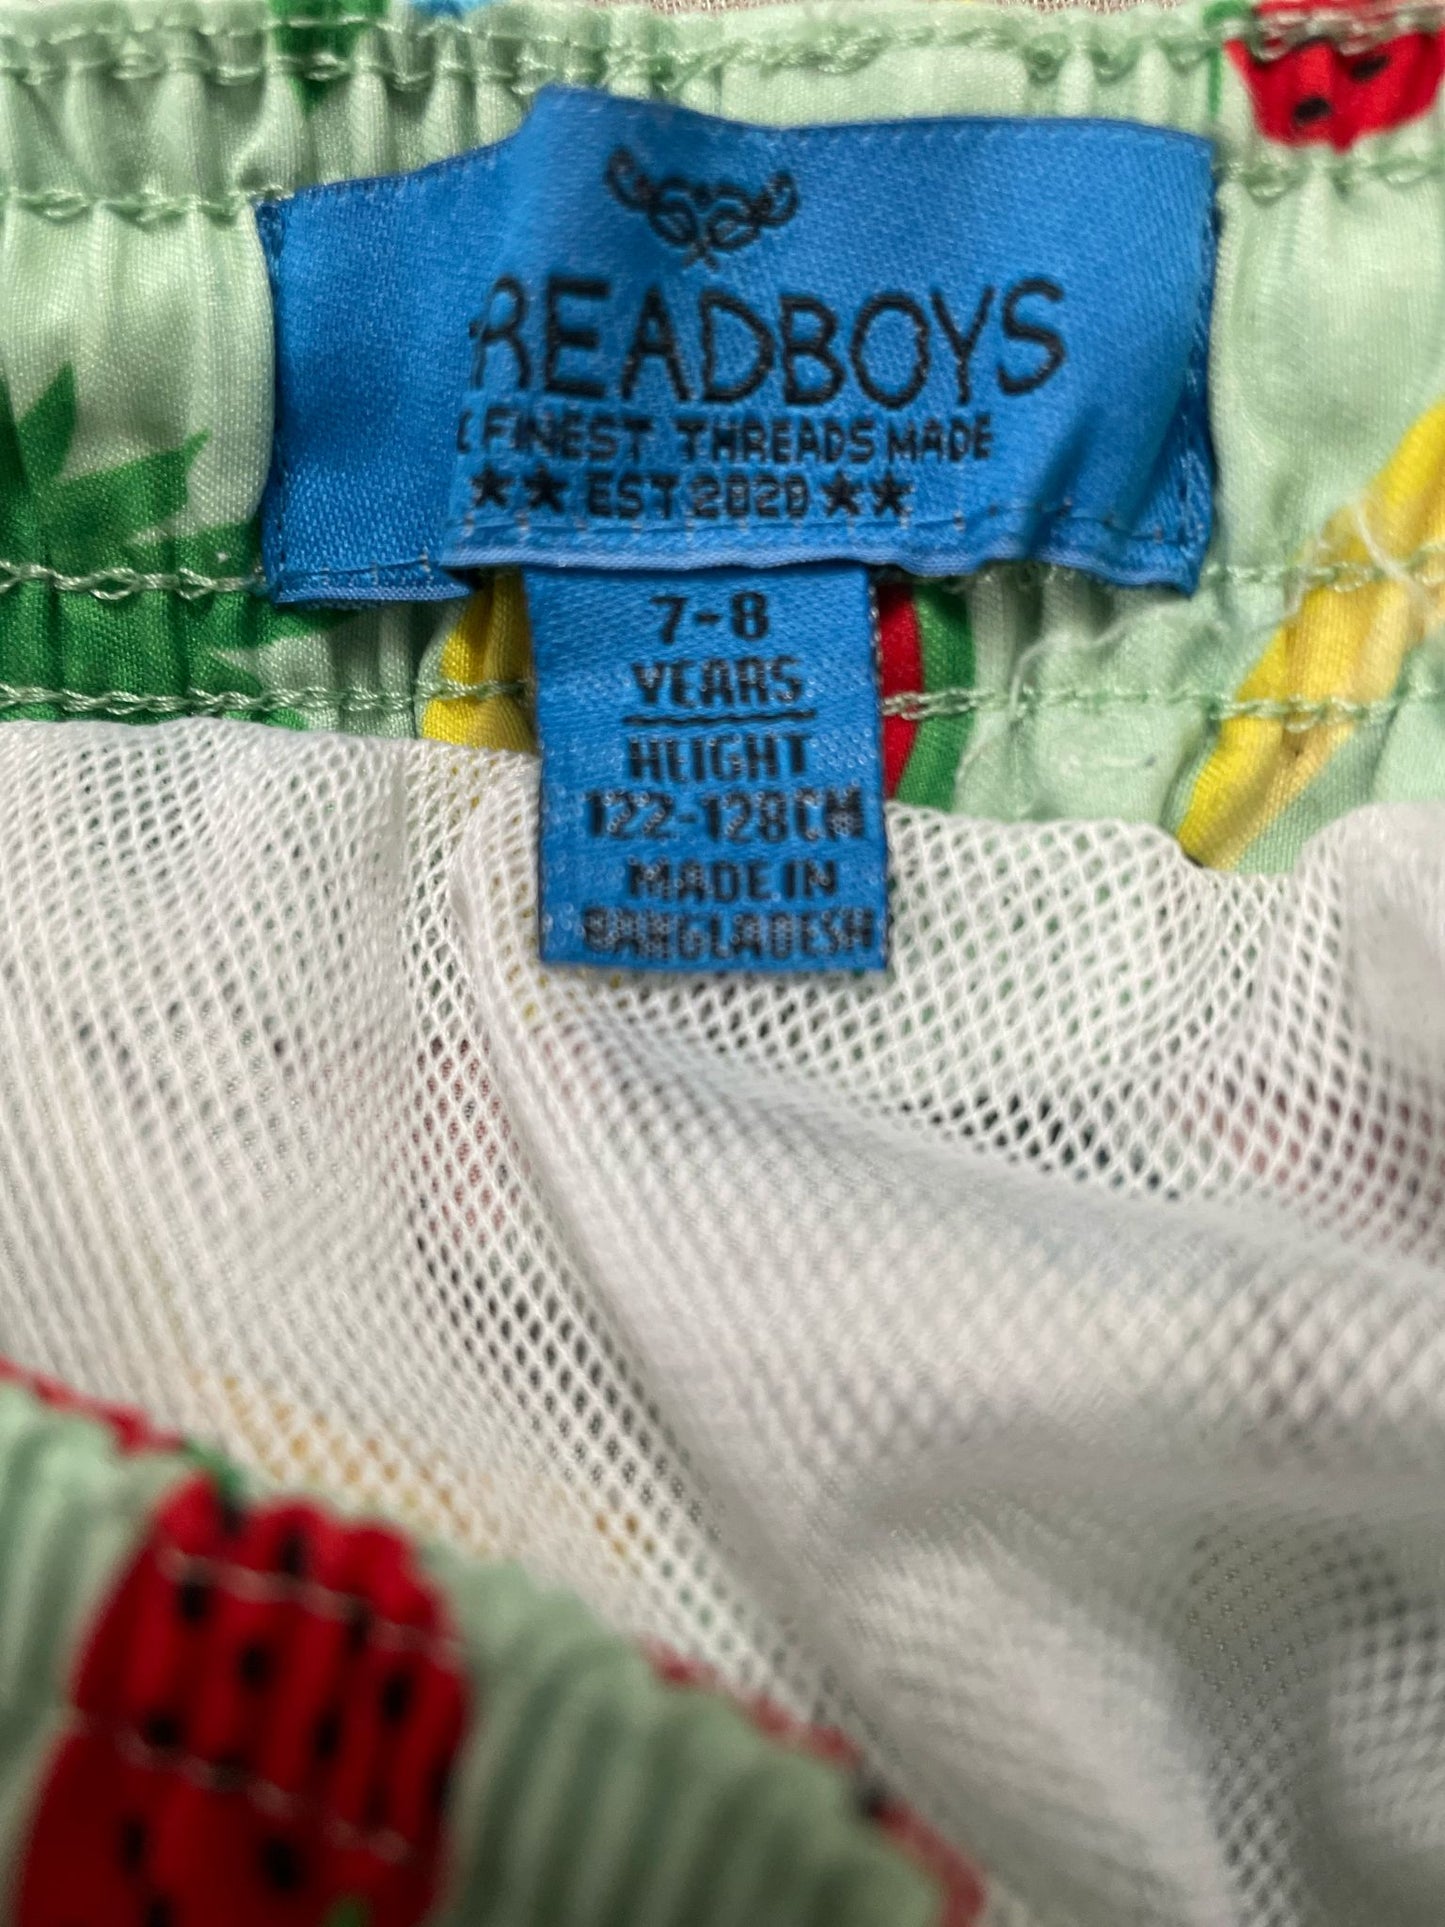 READBOYS
FINEST THREADS MADE
EST 2020
7-8
YEARS
HEIGHT
122-128CM
MADE IN
BANGLADESH